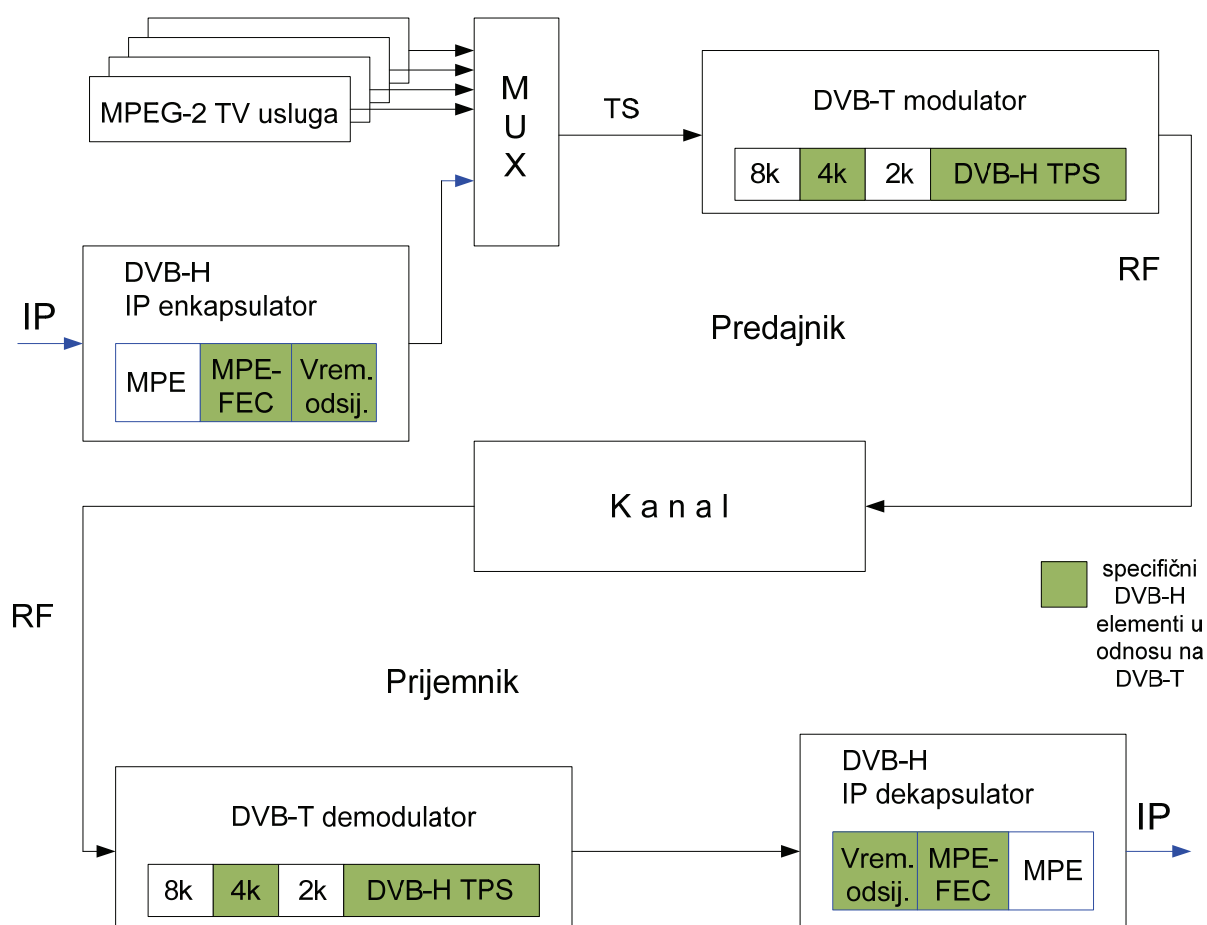 MPEG-2 TV usluga
M
U
X
TS
DVB-T modulator
8k 4k 2k DVB-H TPS
RF
DVB-H
IP enkapsulator
IP
MPE
MPE-
FEC
Vrem.
odsij.
Predajnik
Kanal
specifični
DVB-H
elementi u
odnosu na
DVB-T
RF
Prijemnik
DVB-T demodulator
8k 4k 2k DVB-H TPS
DVB-H
IP dekapsulator
Vrem.
odsij.
MPE-
FEC
MPE
IP